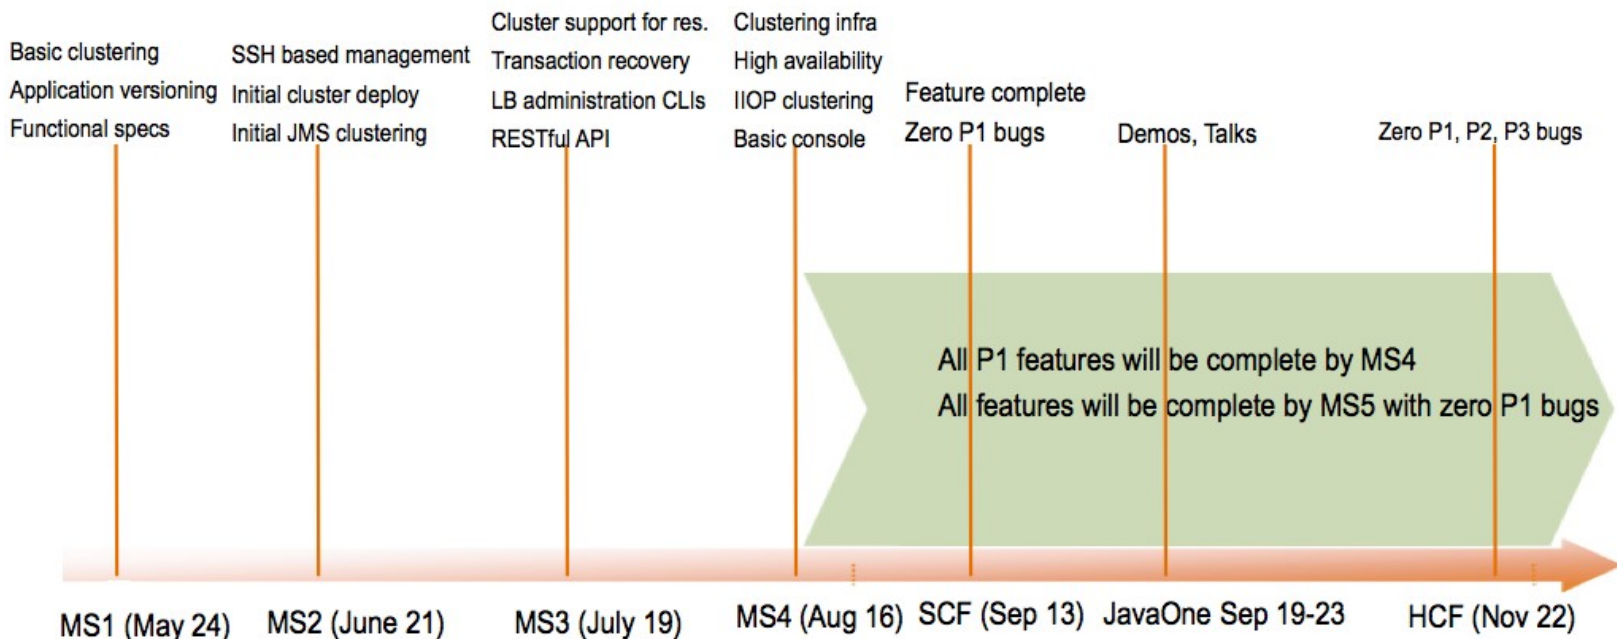 Basic clustering
Application versioning
Functional specs
SSH based management
Initial cluster deploy
Initial JMS clustering
Cluster support for res.
Transaction recovery
LB administration CLIs
RESTful API
Clustering infra
High availability
IIOP clustering
Basic console
Feature complete
Zero P1 bugs
Demos, Talks
Zero P1, P2, P3 bugs
All P1 features will be complete by MS4
All features will be complete by MS5 with zero P1 bugs
MS1 (May 24)
MS2 (June 21)
MS3 (July 19)
MS4 (Aug 16)
SCF (Sep 13)
JavaOne Sep 19-23
HCF (Nov 22)